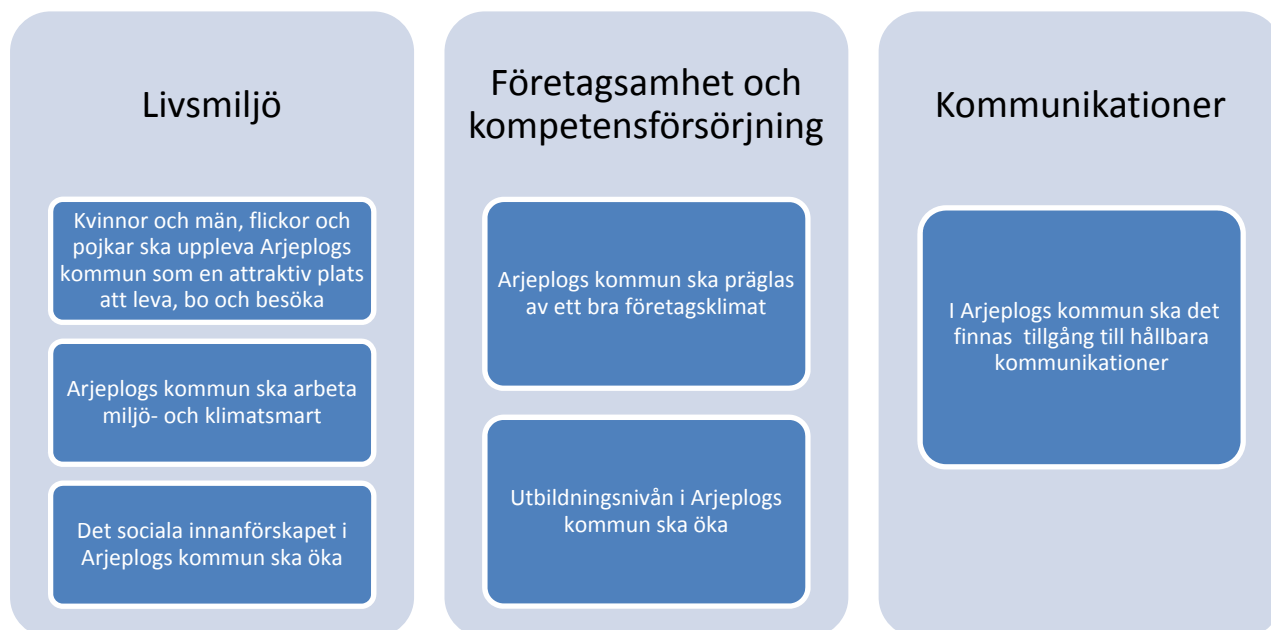 Livsmiljö
Kvinnor och män, flickor och
pojkar ska uppleva Arjeplogs
kommun som en attraktiv plats
att leva, bo och besöka
Arjeplogs kommun ska arbeta
miljö- och klimatsmart
Det sociala innanförskapet i
Arjeplogs kommun ska öka
Företagsamhet och
kompetensförsörjning
Arjeplogs kommun ska präglas
av ett bra företagsklimat
Utbildningsnivån i Arjeplogs
kommun ska öka
Kommunikationer
I Arjeplogs kommun ska det
finnas tillgång till hållbara
kommunikationer